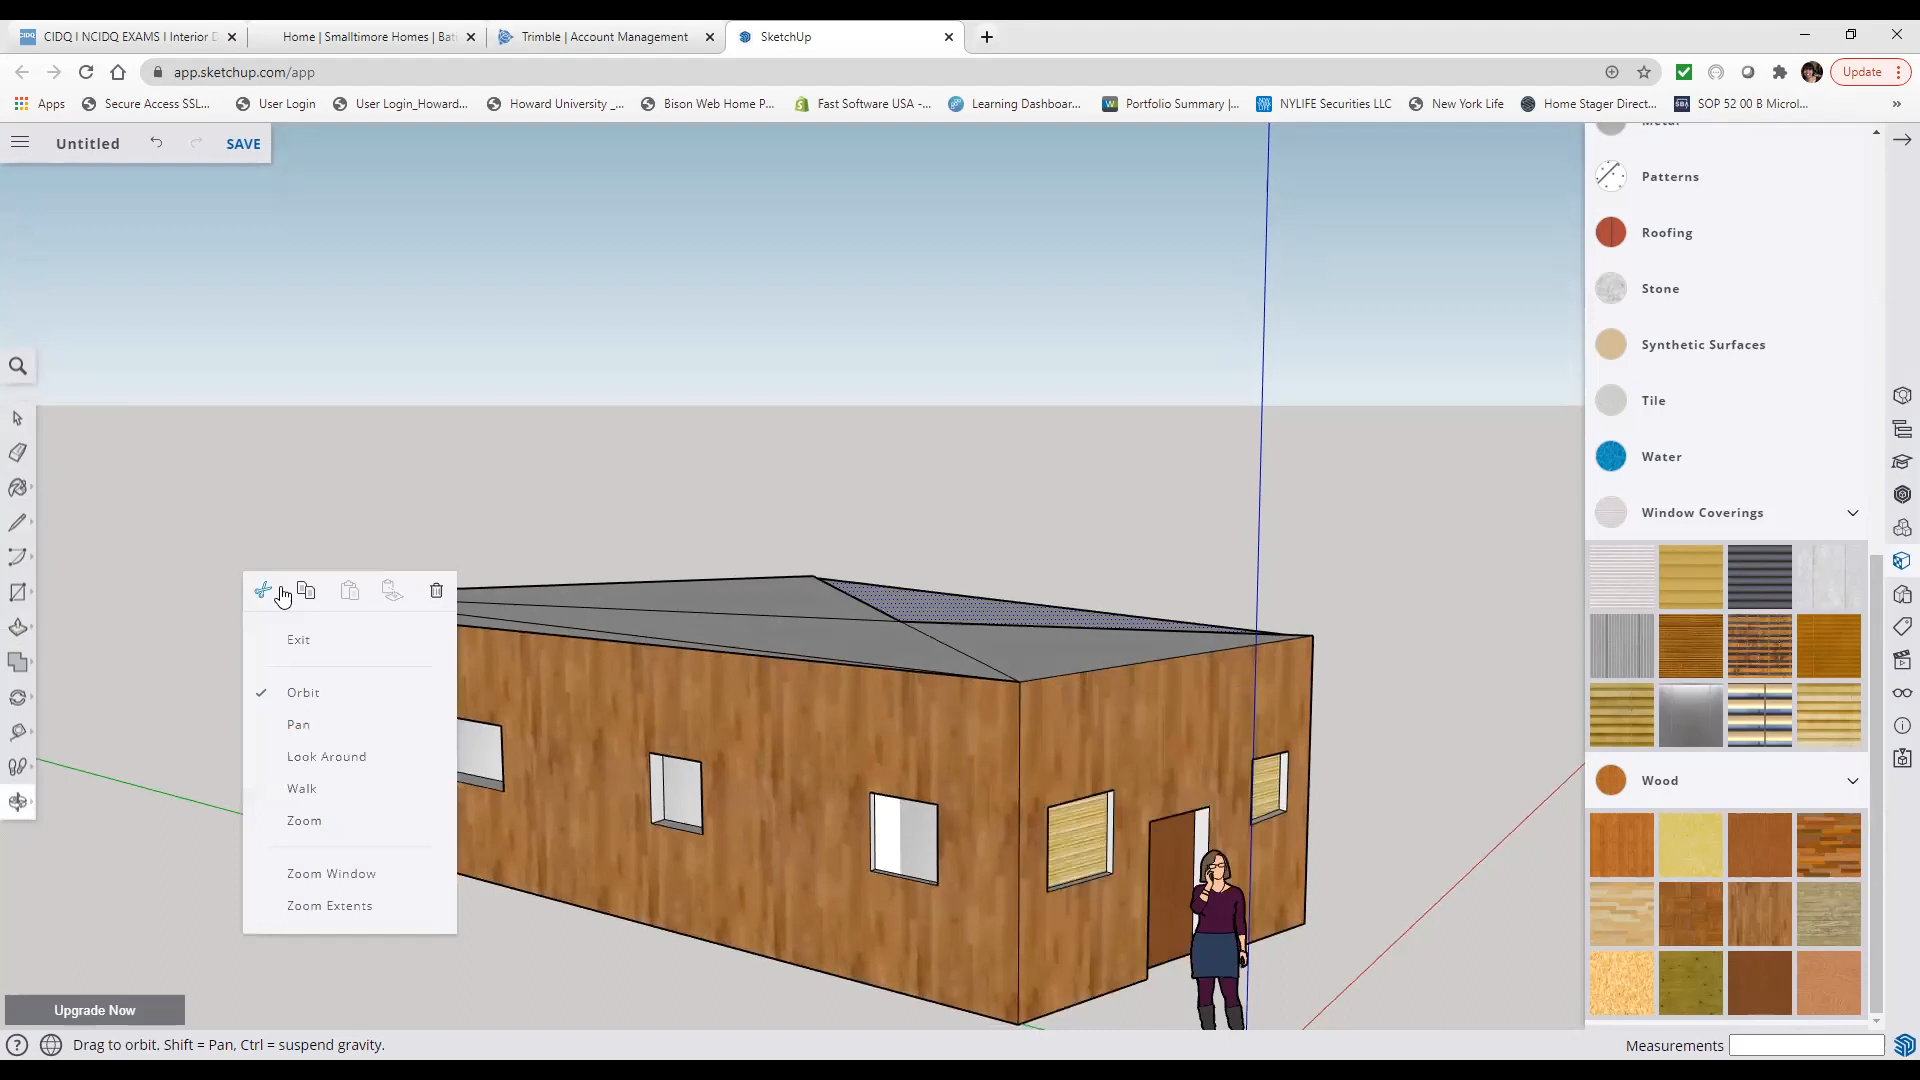 CIDQ I NCIDQ EXAMS I Interior D
Home | Smalltimore Homes | Balt
Trimble | Account Management
SketchUp
app.sketchup.com/app
Update
Apps
Secure Access SSL...
User Login
User Login_Howard...
Howard University _...
Bison Web Home P...
Fast Software USA -...
Learning Dashboar...
Portfolio Summary |...
NYLIFE Securities LLC
New York Life
Home Stager Direct...
SOP 52 00 B Microl...
Untitled
SAVE
Metal
Patterns
Roofing
Stone
Synthetic Surfaces
Tile
Water
Window Coverings
Wood
Exit
Orbit
Pan
Look Around
Walk
Zoom
Zoom Window
Zoom Extents
Upgrade Now
Drag to orbit. Shift = Pan, Ctrl = suspend gravity.
Measurements